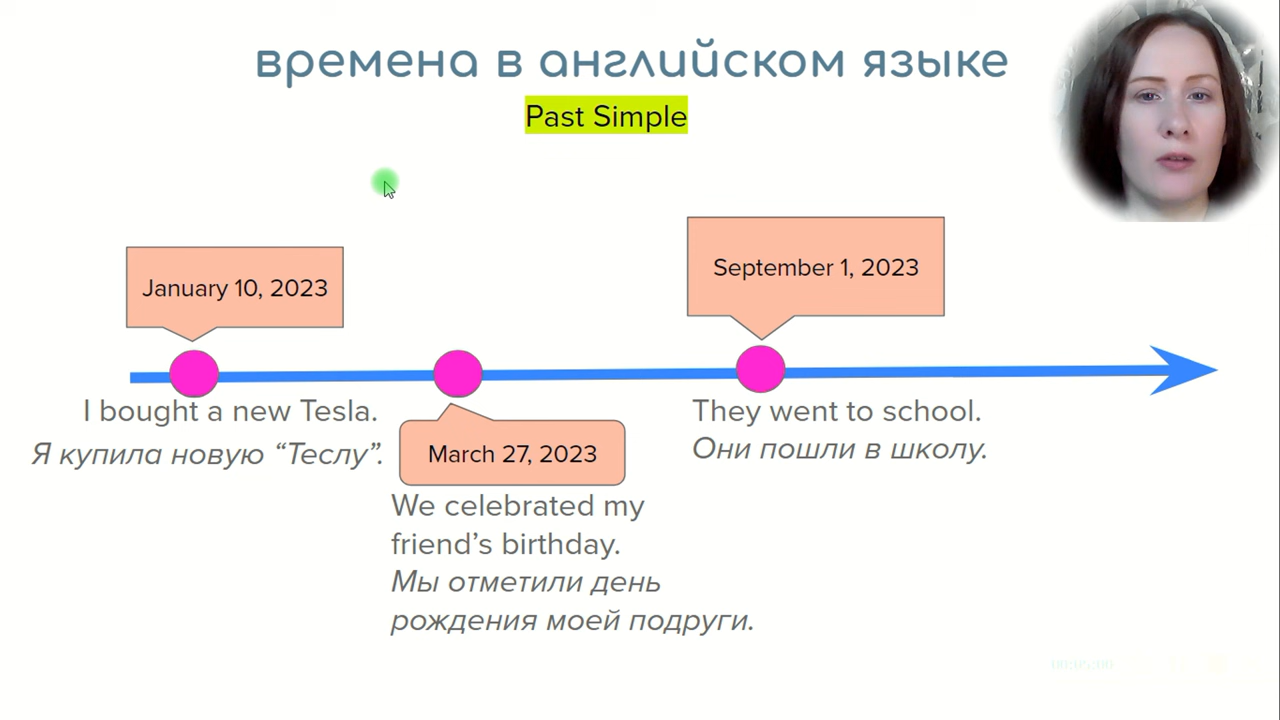 времена в английском языке
Past Simple
January 10, 2023
September 1, 2023
I bought a new Tesla.
Я купила новую “Теслу”.
March 27, 2023
They went to school.
Они пошли в школу.
We celebrated my
friend’s birthday.
Мы отметили день
рождения моей подруги.